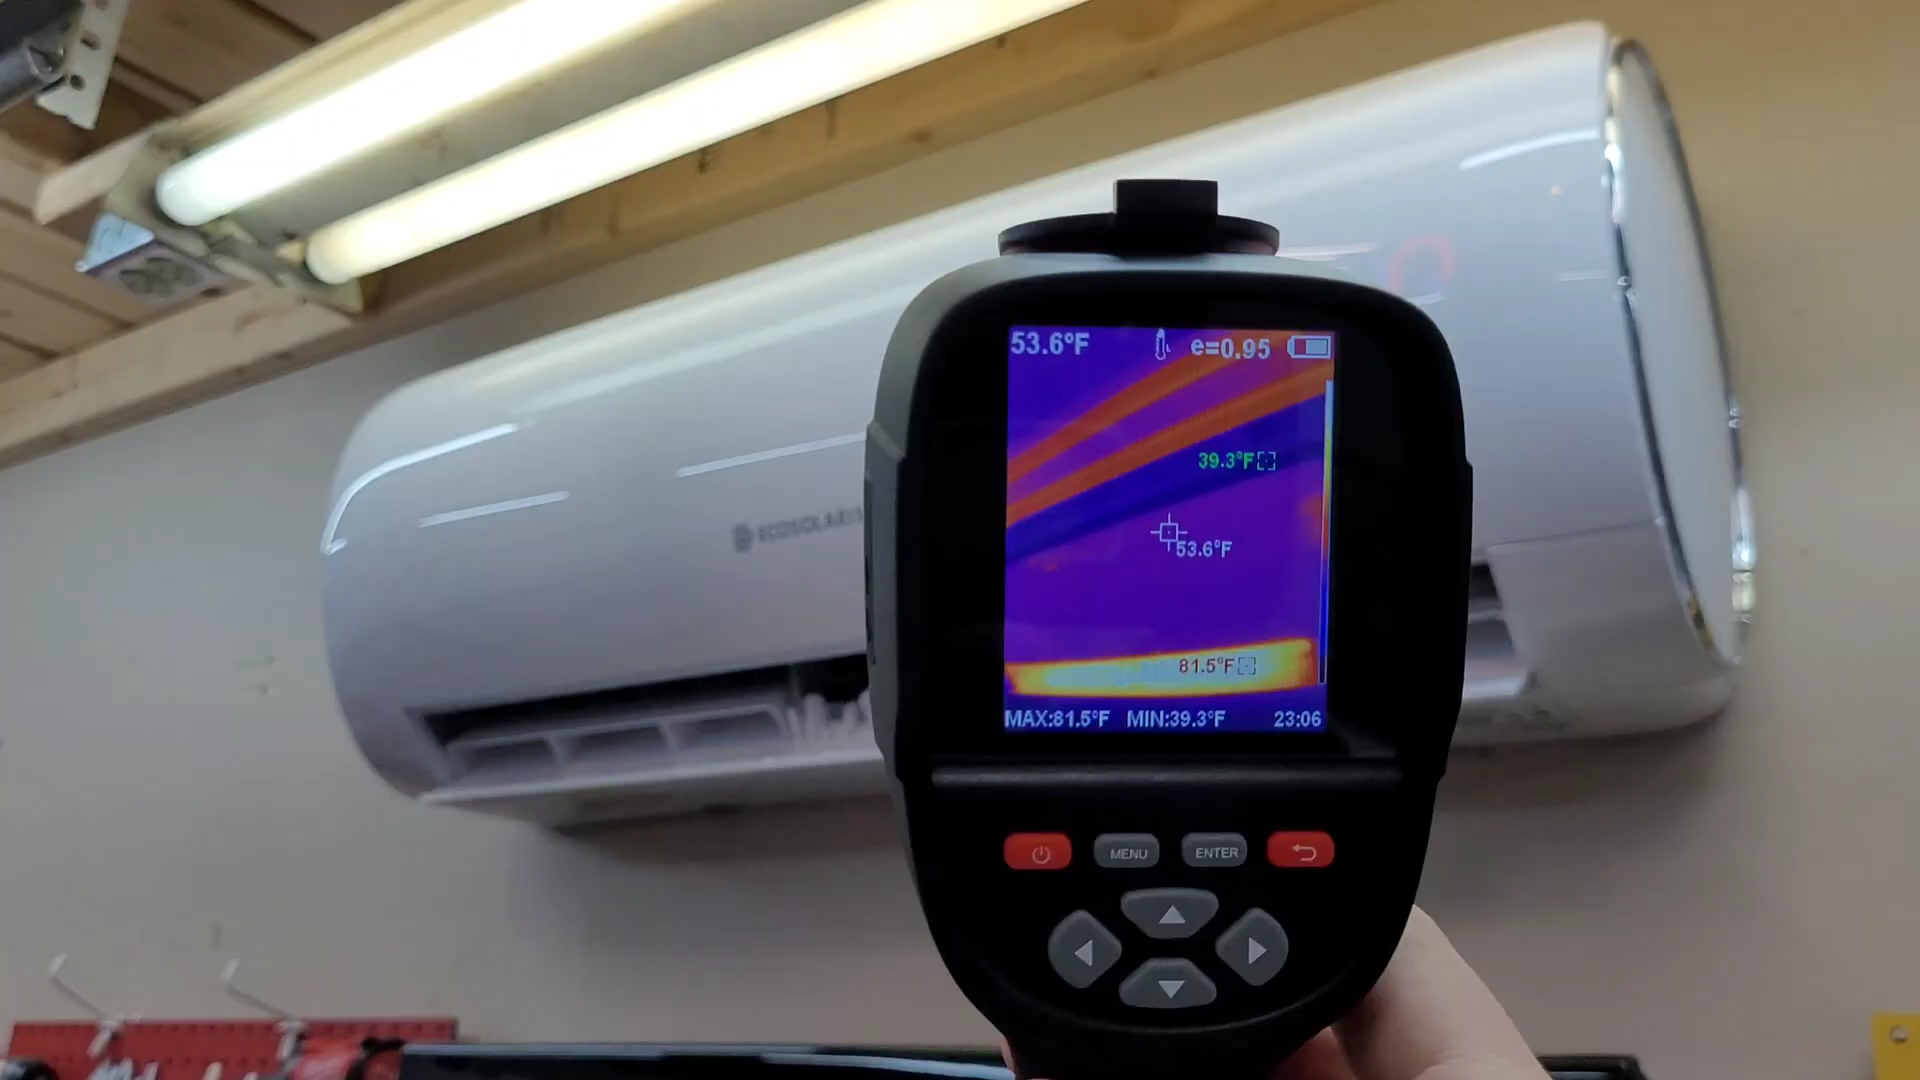 53.6°F e=0.95
39.3°F
53.6°F
81.5°F
MAX:81.5°F MIN:39.3°F 23:06
MENU ENTER
ECOSOLARIS